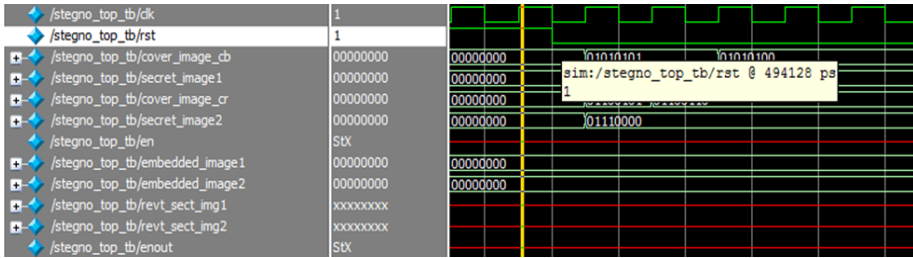 /stegno_top_tb/clk 1
/stegno_top_tb/rst 1
/stegno_top_tb/cover_image_cb 00000000 00000000 01010101 01010100
/stegno_top_tb/secret_image1 00000000 00000000
sim:/stegno_top_tb/rst @ 494128 ps
1
/stegno_top_tb/cover_image_cr 00000000 00000000
/stegno_top_tb/secret_image2 00000000 00000000 01110000
/stegno_top_tb/en StX
/stegno_top_tb/embedded_image1 00000000 00000000
/stegno_top_tb/embedded_image2 00000000 00000000
/stegno_top_tb/revt_sect_img1 xxxxxxxx
/stegno_top_tb/revt_sect_img2 xxxxxxxx
/stegno_top_tb/enout StX